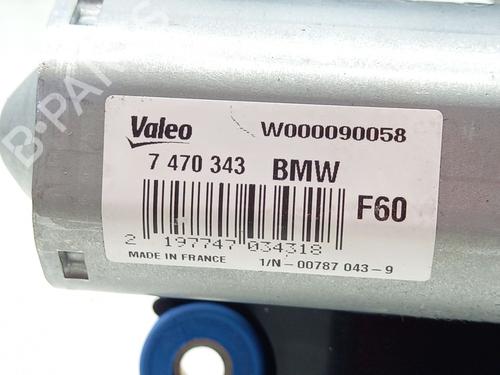 Valeo W000090058
7 470 343 BMW
F60
2 197747 034318
MADE IN FRANCE 1/N-00787 043-9
B-PARTS